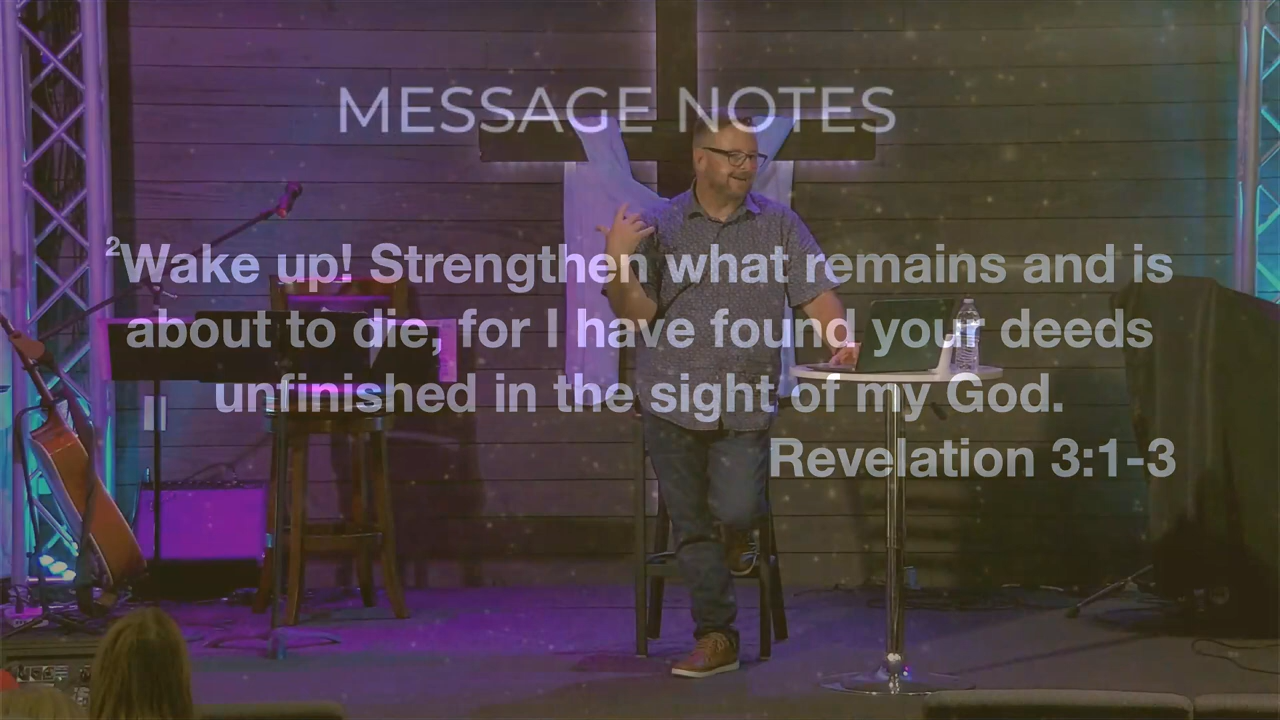 MESSAGE NOTES
²Wake up! Strengthen what remains and is
about to die, for I have found your deeds
unfinished in the sight of my God.
Revelation 3:1-3